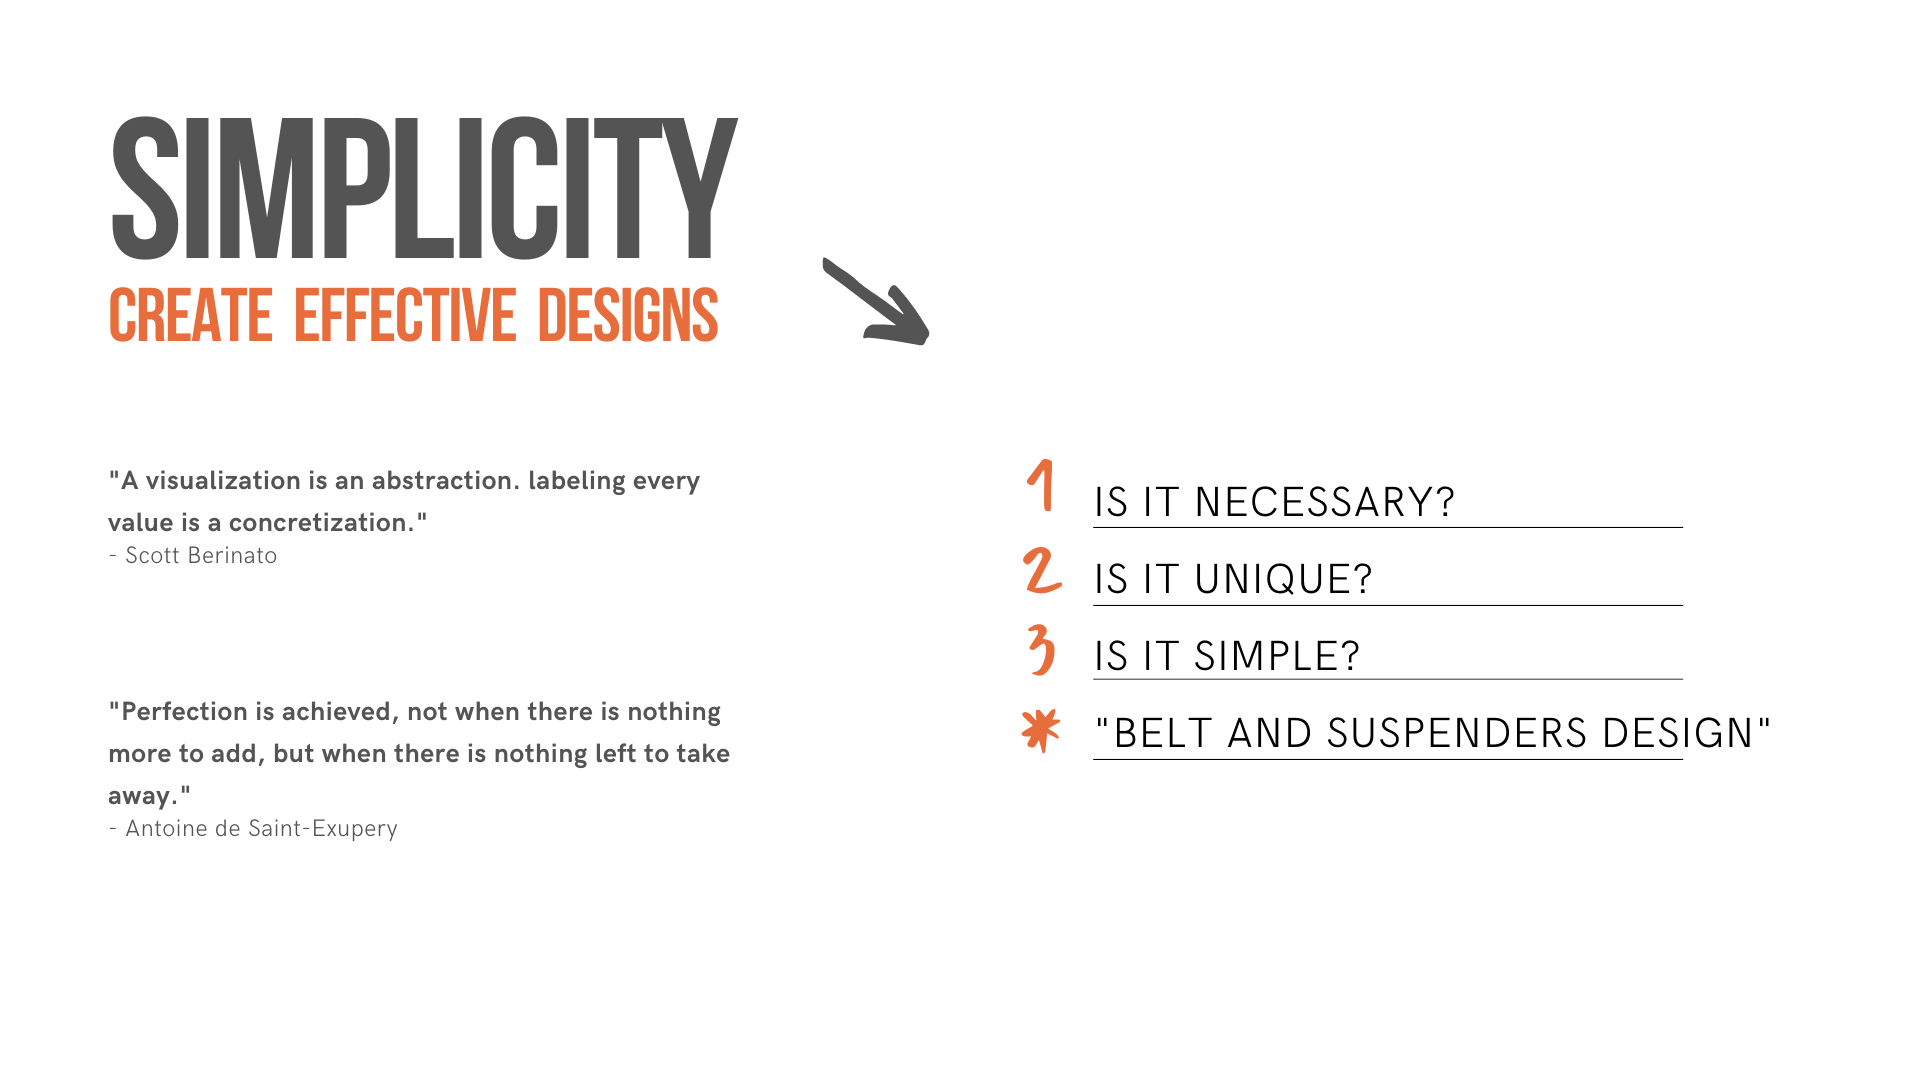 SIMPLICITY
CREATE EFFECTIVE DESIGNS
"A visualization is an abstraction. labeling every
value is a concretization."
- Scott Berinato
"Perfection is achieved, not when there is nothing
more to add, but when there is nothing left to take
away."
- Antoine de Saint-Exupery
1 IS IT NECESSARY?
2 IS IT UNIQUE?
3 IS IT SIMPLE?
* "BELT AND SUSPENDERS DESIGN"